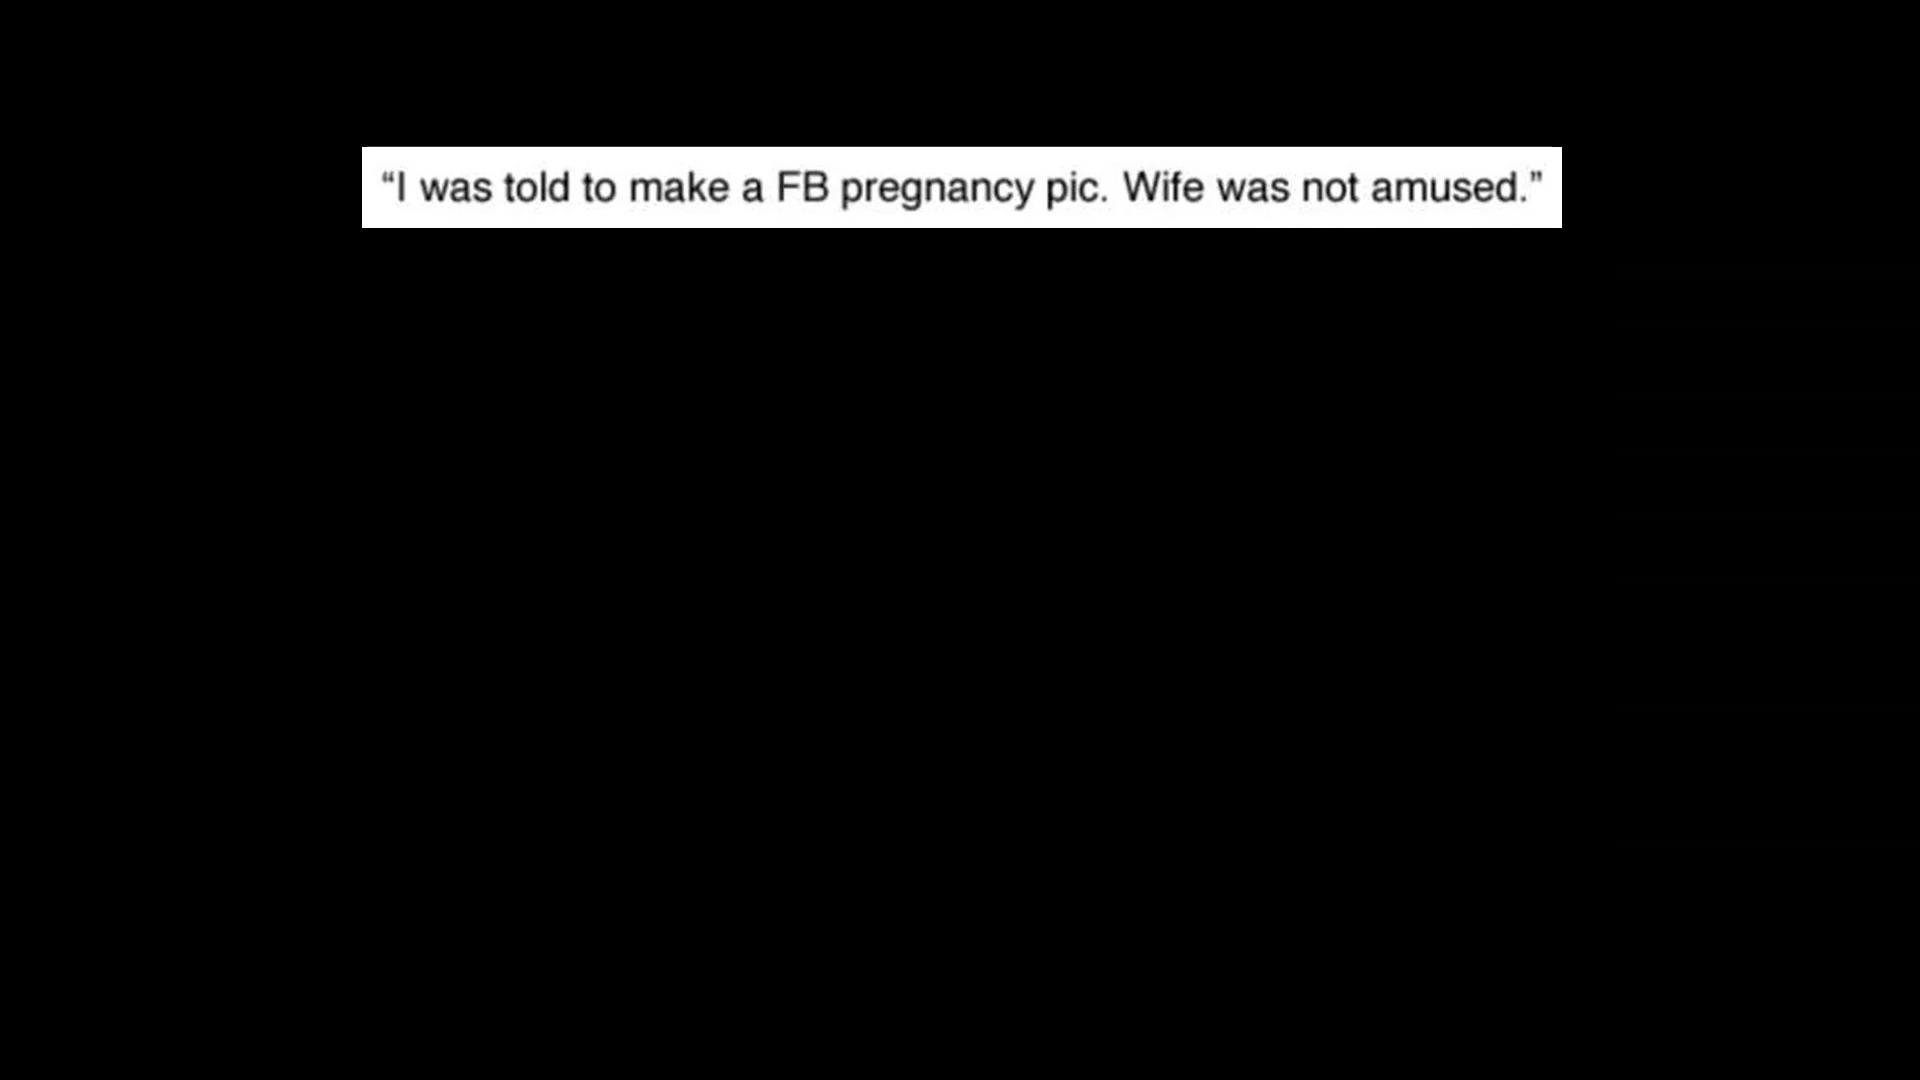 “I was told to make a FB pregnancy pic. Wife was not amused.”